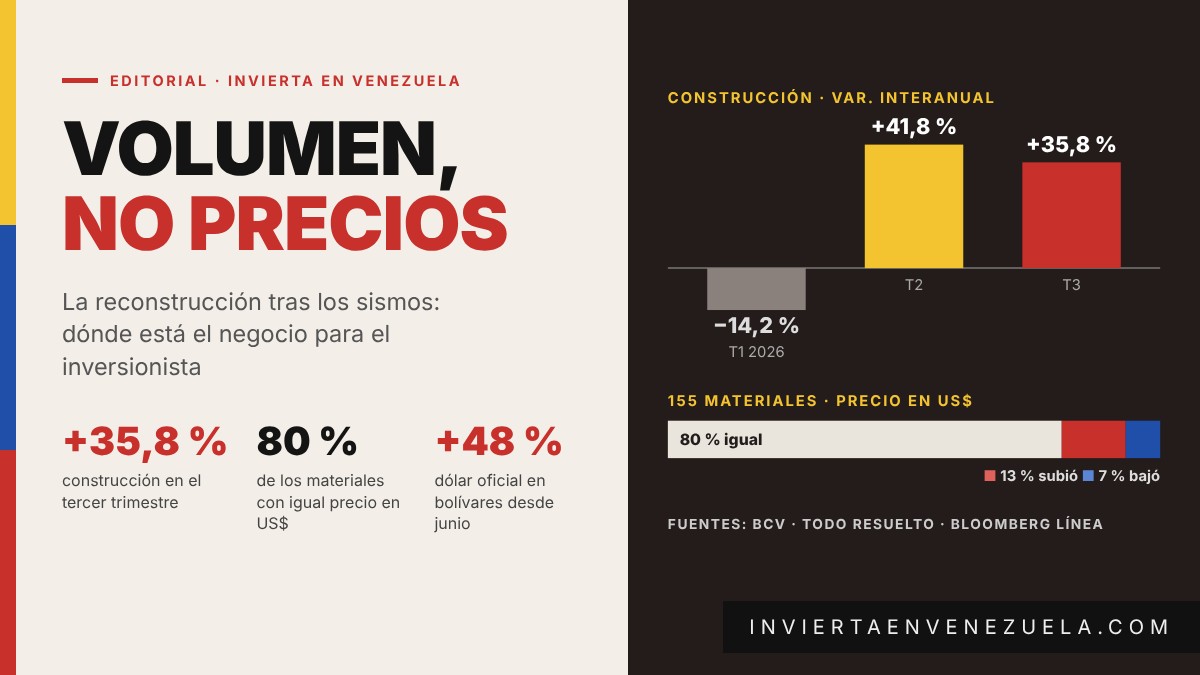 EDITORIAL · INVIERTA EN VENEZUELA
VOLUMEN,
NO PRECIOS
La reconstrucción tras los sismos:
dónde está el negocio para el
inversionista
+35,8 %
construcción en el
tercer trimestre
80 %
de los materiales
con igual precio en
US$
+48 %
dólar oficial en
bolívares desde
junio
CONSTRUCCIÓN · VAR. INTERANUAL
+41,8 %
+35,8 %
T2
T3
−14,2 %
T1 2026
155 MATERIALES · PRECIO EN US$
80 % igual
13 % subió 7 % bajó
FUENTES: BCV · TODO RESUELTO · BLOOMBERG LÍNEA
INVIERTAENVENEZUELA.COM